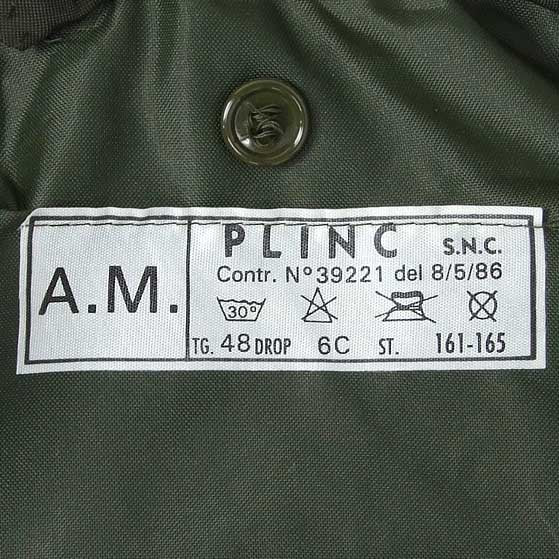 A.M.
PLINC S.N.C.
Contr. N° 39221 del 8/5/86
30°
TG. 48 DROP 6C ST. 161-165